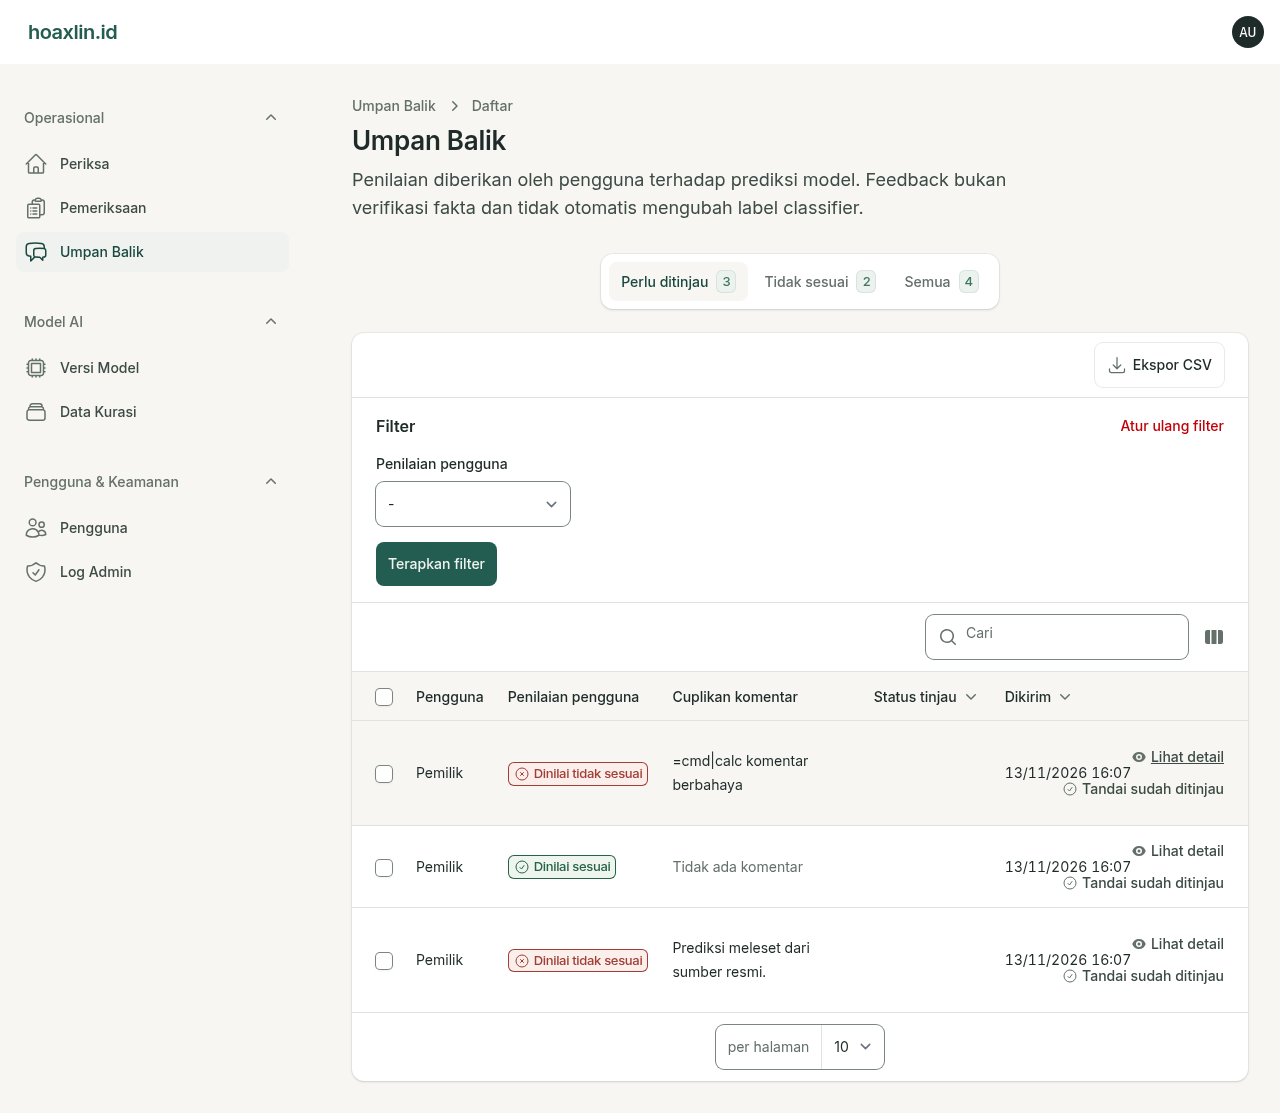 hoaxlin.id
AU
Operasional
Periksa
Pemeriksaan
Umpan Balik
Model AI
Versi Model
Data Kurasi
Pengguna & Keamanan
Pengguna
Log Admin
Umpan Balik > Daftar
Umpan Balik
Penilaian diberikan oleh pengguna terhadap prediksi model. Feedback bukan
verifikasi fakta dan tidak otomatis mengubah label classifier.
Perlu ditinjau 3 Tidak sesuai 2 Semua 4
Ekspor CSV
Filter Atur ulang filter
Penilaian pengguna
-
Terapkan filter
Cari
Pengguna Penilaian pengguna Cuplikan komentar Status tinjau Dikirim
Pemilik Dinilai tidak sesuai =cmd|calc komentar
berbahaya
13/11/2026 16:07
Lihat detail
Tandai sudah ditinjau
Pemilik Dinilai sesuai Tidak ada komentar 13/11/2026 16:07
Lihat detail
Tandai sudah ditinjau
Pemilik Dinilai tidak sesuai Prediksi meleset dari
sumber resmi.
13/11/2026 16:07
Lihat detail
Tandai sudah ditinjau
per halaman 10